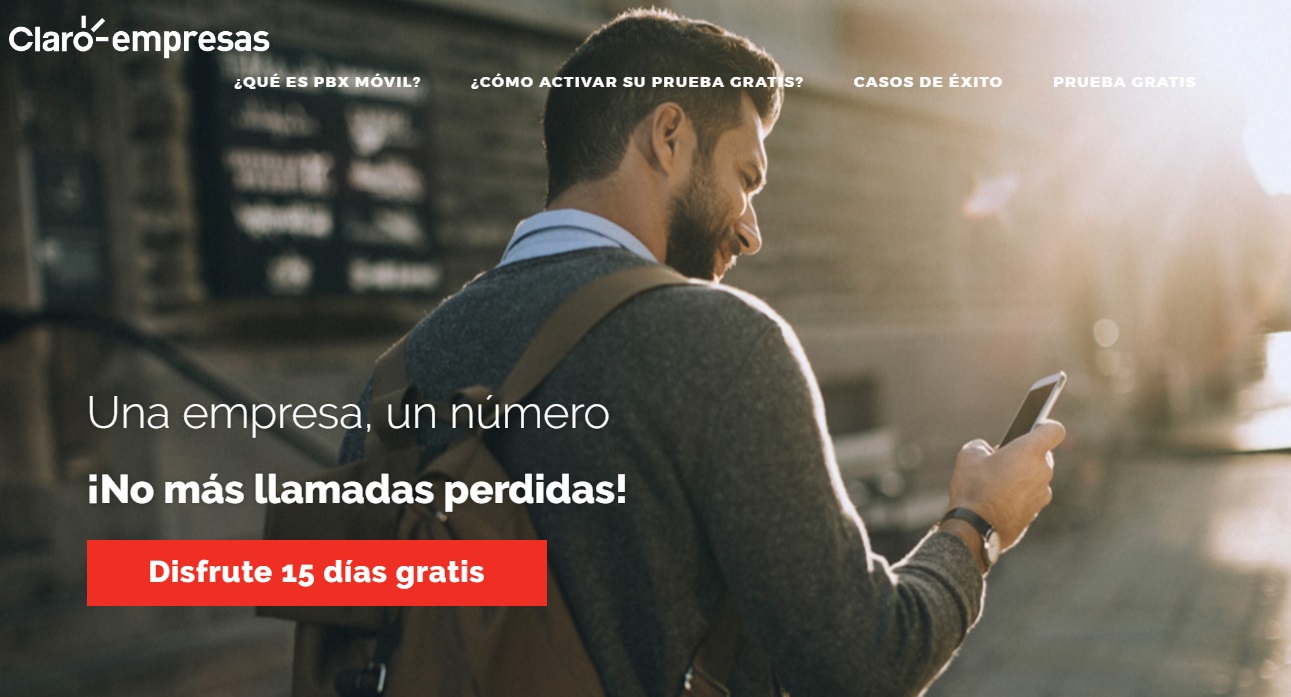 Claro-empresas
¿QUÉ ES PBX MÓVIL?
¿CÓMO ACTIVAR SU PRUEBA GRATIS?
CASOS DE ÉXITO
PRUEBA GRATIS
Una empresa, un número
¡No más llamadas perdidas!
Disfrute 15 días gratis